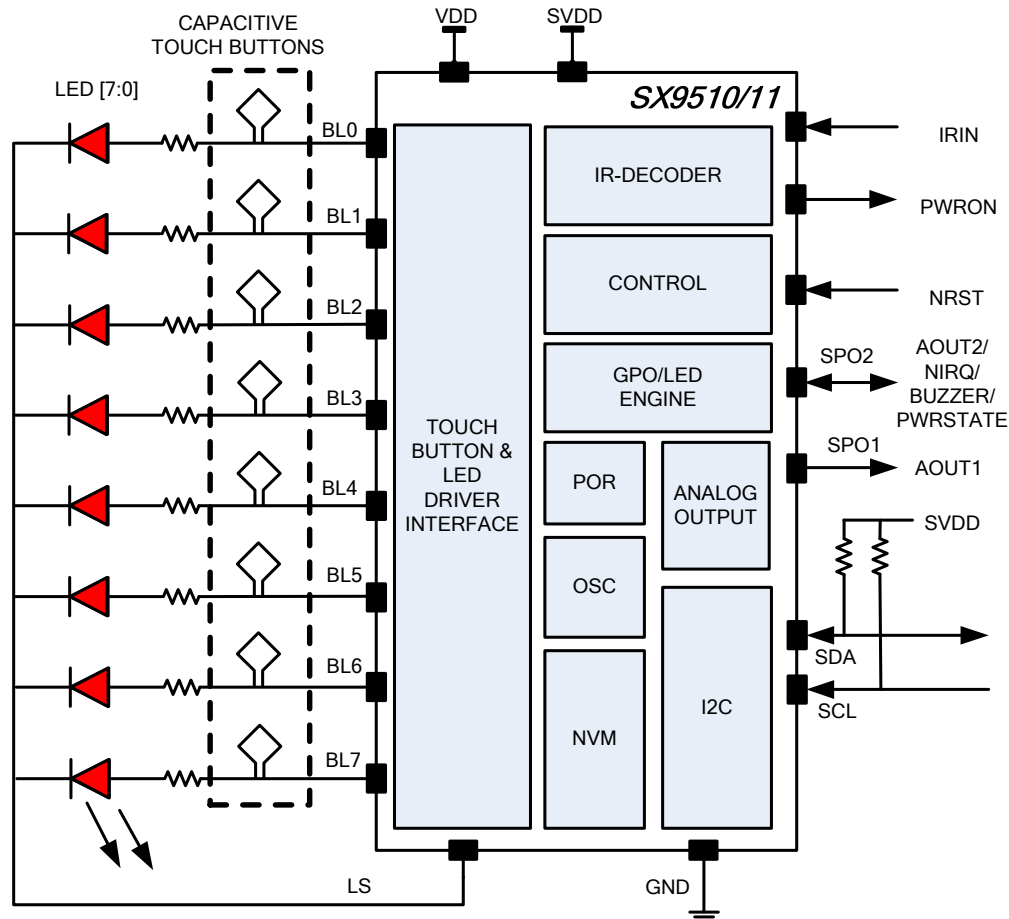 CAPACITIVE
TOUCH BUTTONS
VDD
SVDD
LED [7:0]
SX9510/11
BL0
BL1
BL2
BL3
BL4
BL5
BL6
BL7
TOUCH
BUTTON &
LED
DRIVER
INTERFACE
IR-DECODER
CONTROL
GPO/LED
ENGINE
POR
ANALOG
OUTPUT
OSC
NVM
I2C
IRIN
PWRON
NRST
SPO2
AOUT2/
NIRQ/
BUZZER/
PWRSTATE
SPO1
AOUT1
SVDD
SDA
SCL
LS
GND